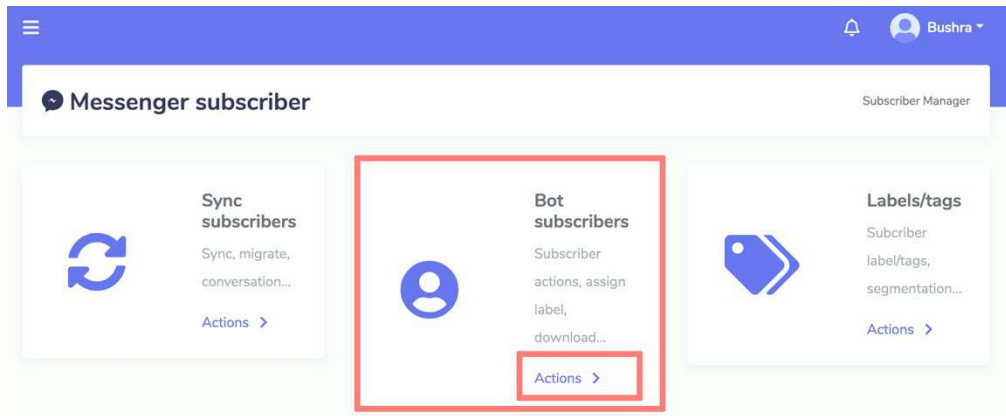 Bushra
Messenger subscriber
Subscriber Manager
Sync
subscribers
Sync, migrate,
conversation...
Actions
Bot
subscribers
Subscriber
actions, assign
label,
download...
Actions
Labels/tags
Subcriber
label/tags,
segmentation...
Actions